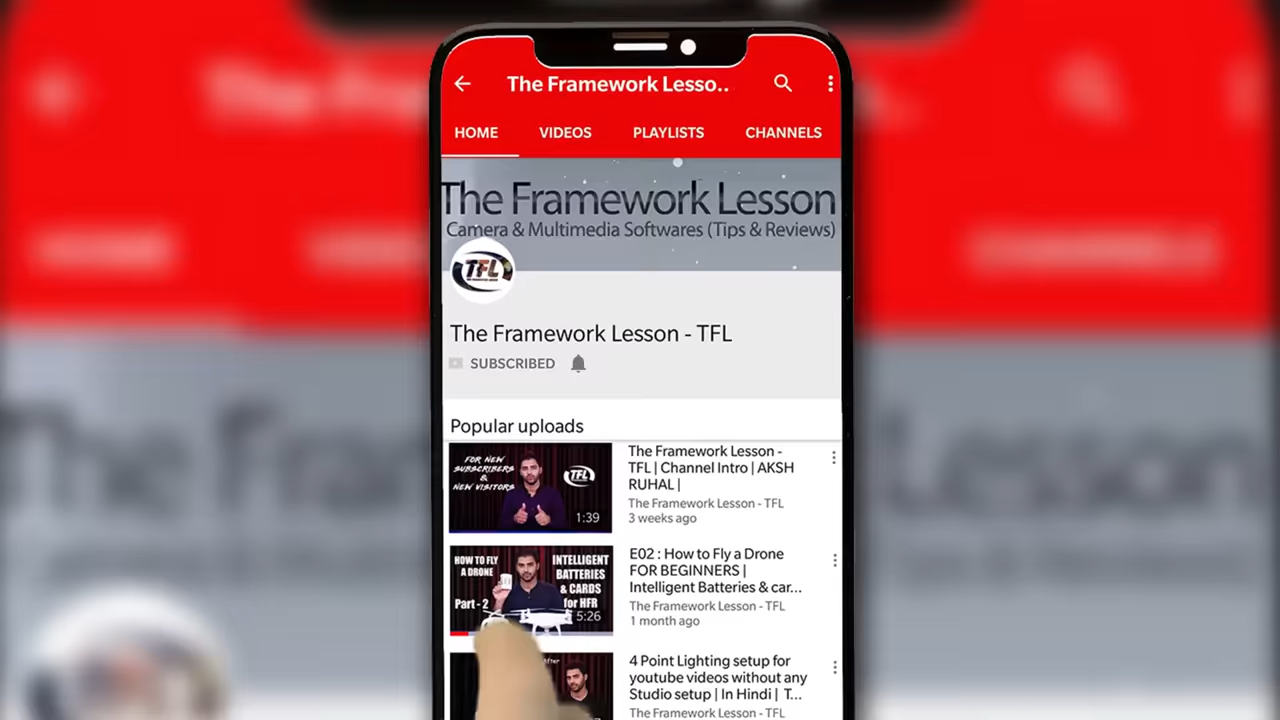 The Framework Lesso..
HOME VIDEOS PLAYLISTS CHANNELS
The Framework Lesson
Camera & Multimedia Softwares (Tips & Reviews)
TFL
The Framework Lesson - TFL
SUBSCRIBED
Popular uploads
FOR NEW
SUBSCRIBERS
&
NEW VISITORS
TFL
1:39
The Framework Lesson -
TFL | Channel Intro | AKSH
RUHAL |
The Framework Lesson - TFL
3 weeks ago
HOW TO FLY
A DRONE
Part - 2
INTELLIGENT
BATTERIES
& CARDS
for HFR
5:26
E02 : How to Fly a Drone
FOR BEGINNERS |
Intelligent Batteries & car...
The Framework Lesson - TFL
1 month ago
After
4 Point Lighting setup for
youtube videos without any
Studio setup | In Hindi | T...
The Framework Lesson - TFL